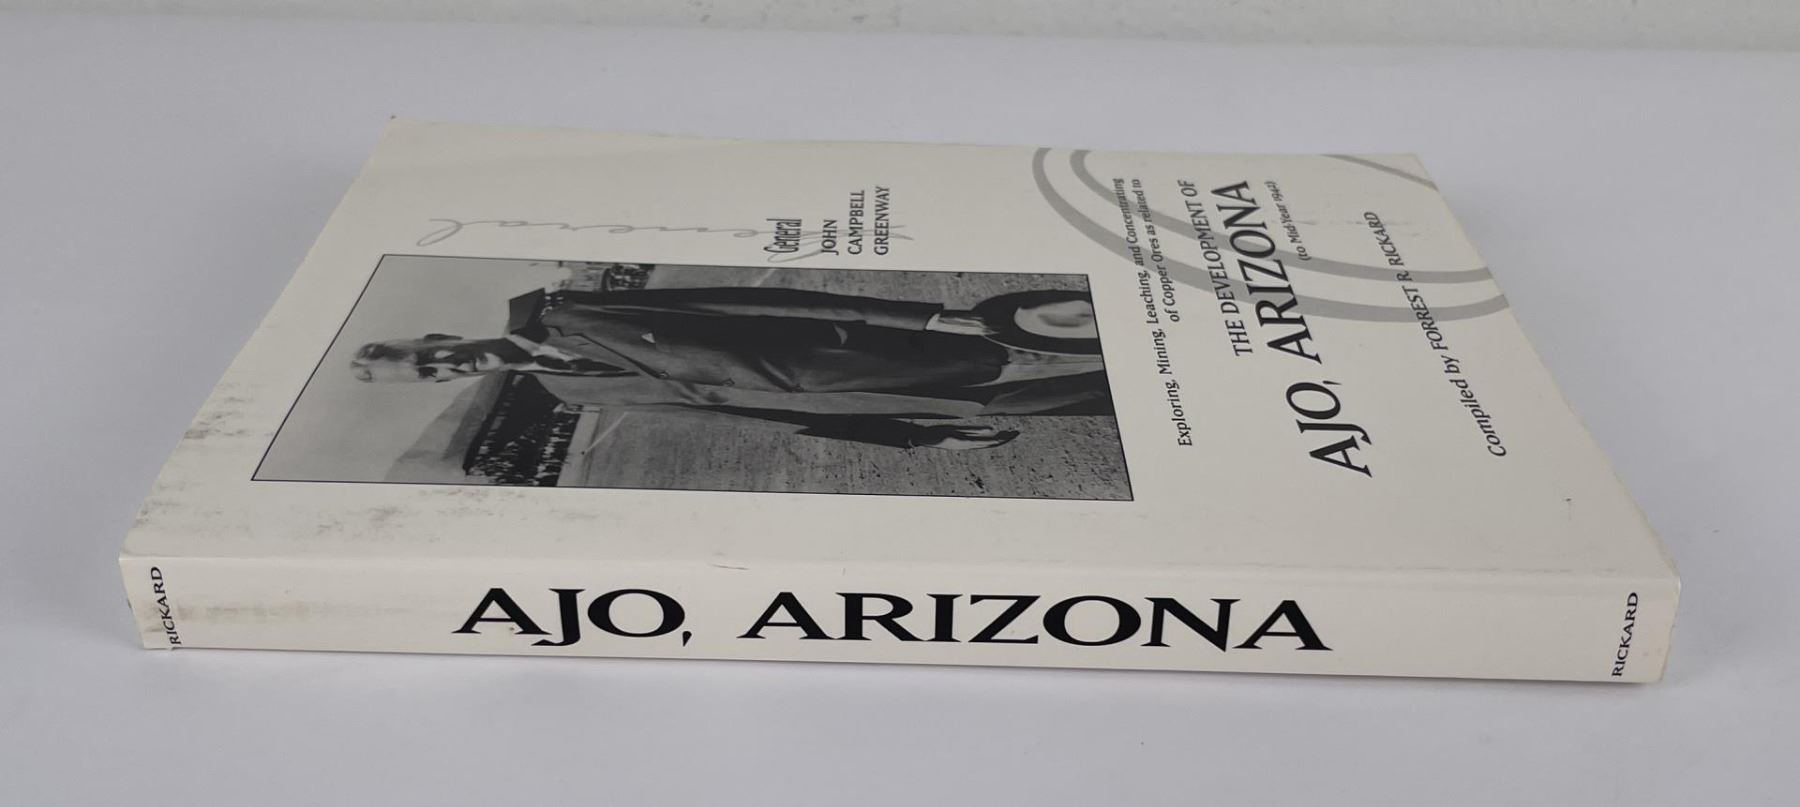 General
General
JOHN
CAMPBELL
GREENWAY
Exploring, Mining, Leaching, and Concentrating
of Copper Ores as related to
THE DEVELOPMENT OF
AJO, ARIZONA
(to Mid-Year 1942)
Compiled by FORREST R. RICKARD
RICKARD
AJO, ARIZONA
RICKARD